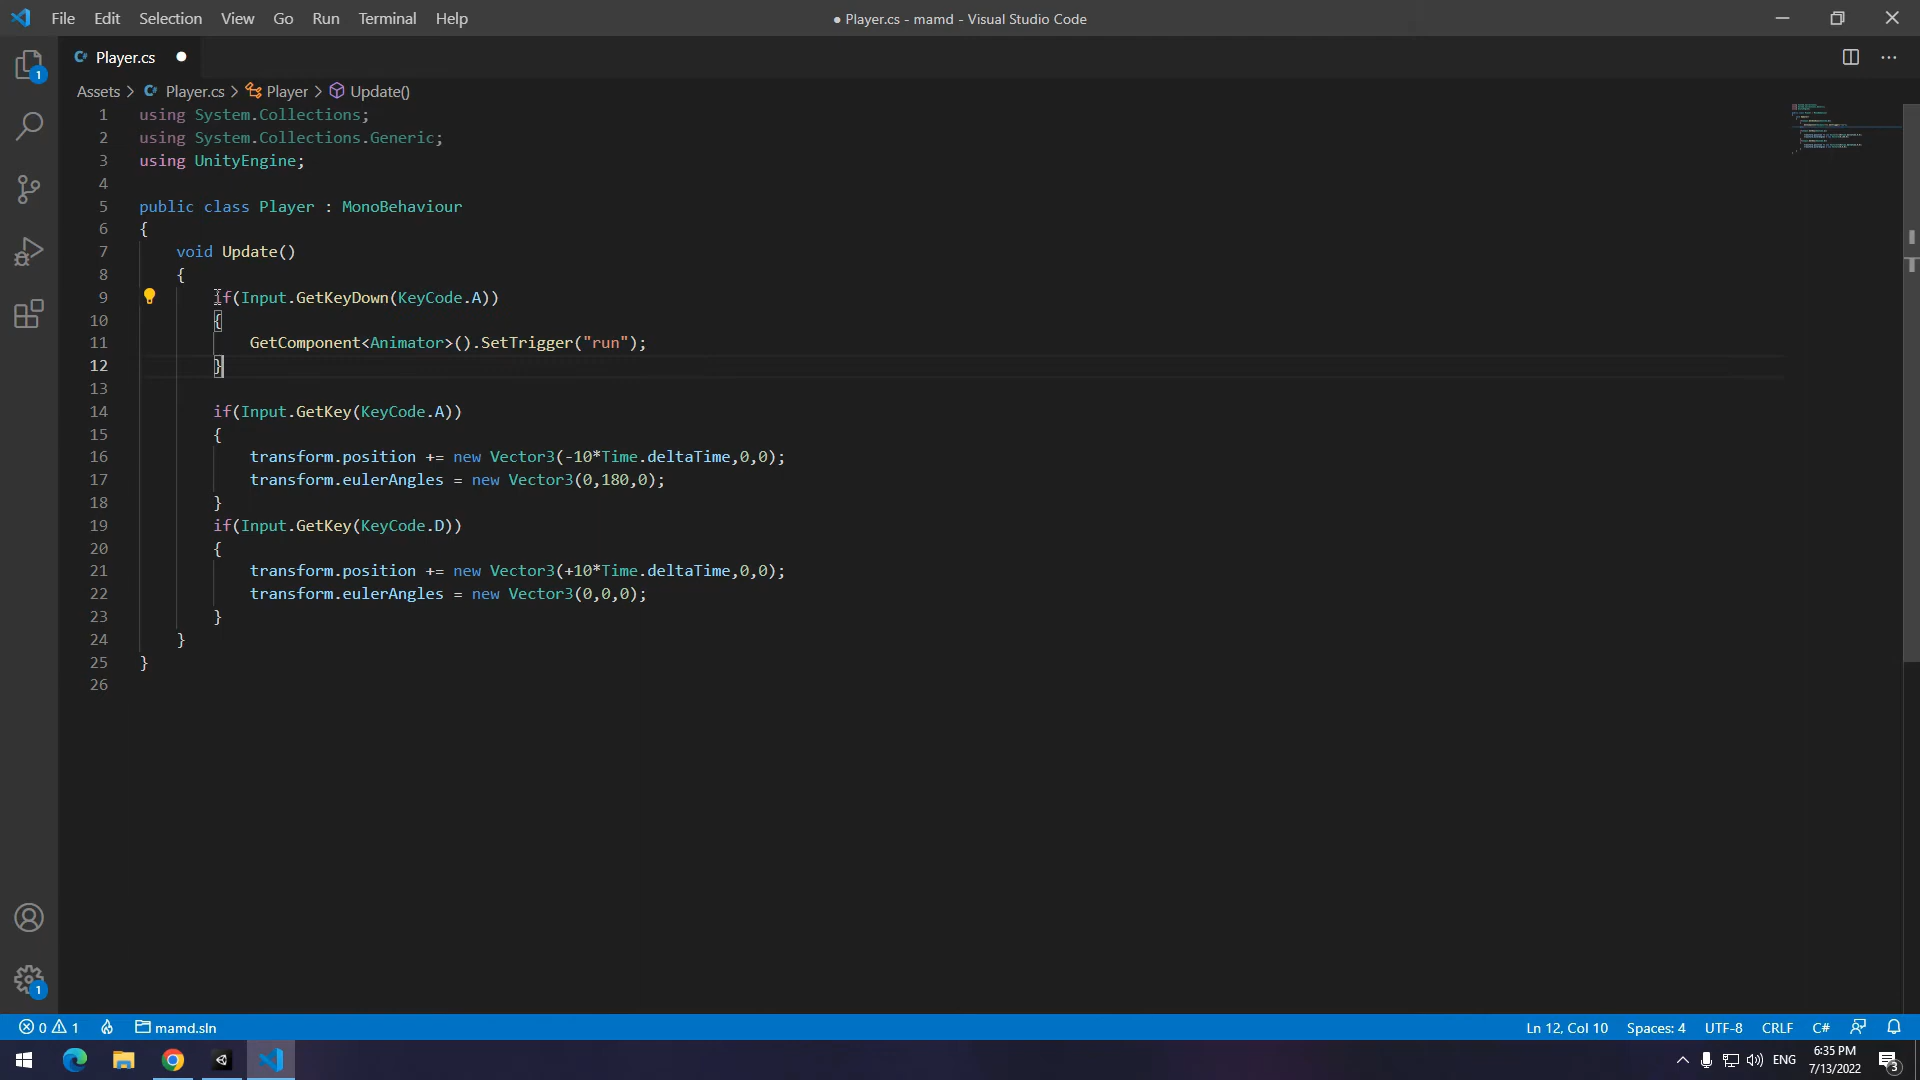 File Edit Selection View Go Run Terminal Help
● Player.cs - mamd - Visual Studio Code
1
Player.cs
Assets > Player.cs > Player > Update()
1 using System.Collections;
2 using System.Collections.Generic;
3 using UnityEngine;
4
5 public class Player : MonoBehaviour
6 {
7 void Update()
8 {
9 if(Input.GetKeyDown(KeyCode.A))
10 {
11 GetComponent<Animator>().SetTrigger("run");
12 }
13
14 if(Input.GetKey(KeyCode.A))
15 {
16 transform.position += new Vector3(-10*Time.deltaTime,0,0);
17 transform.eulerAngles = new Vector3(0,180,0);
18 }
19 if(Input.GetKey(KeyCode.D))
20 {
21 transform.position += new Vector3(+10*Time.deltaTime,0,0);
22 transform.eulerAngles = new Vector3(0,0,0);
23 }
24 }
25 }
26
1
0 1 mamd.sln Ln 12, Col 10 Spaces: 4 UTF-8 CRLF C#
ENG 6:35 PM
7/13/2022
3